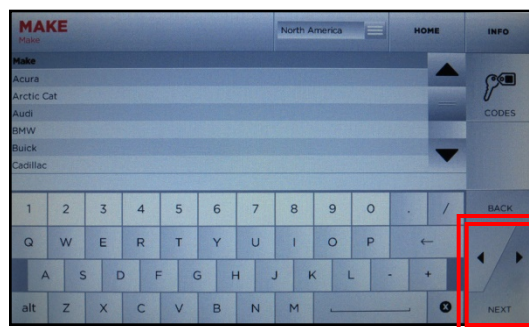 MAKE
Make
North America
HOME
INFO
Make
Acura
Arctic Cat
Audi
BMW
Buick
Cadillac
CODES
1 2 3 4 5 6 7 8 9 0 . /
BACK
Q W E R T Y U I O P ←
A S D F G H J K L - +
alt Z X C V B N M
NEXT